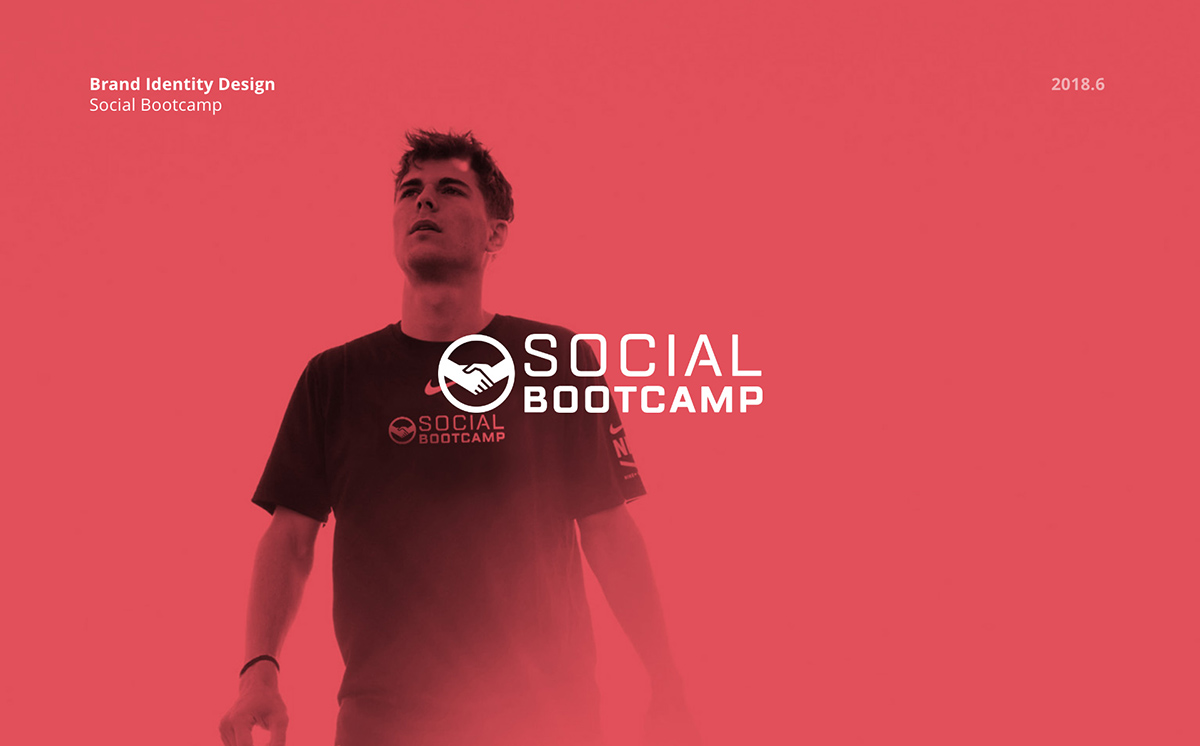 Brand Identity Design
Social Bootcamp
2018.6
SOCIAL
BOOTCAMP
SOCIAL
BOOTCAMP